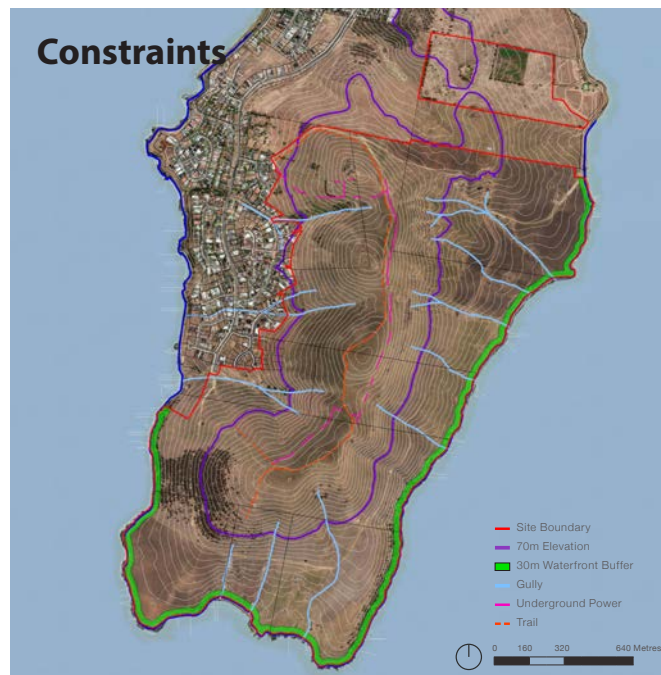 Constraints
Site Boundary
70m Elevation
30m Waterfront Buffer
Gully
Underground Power
Trail
0 160 320 640 Metres